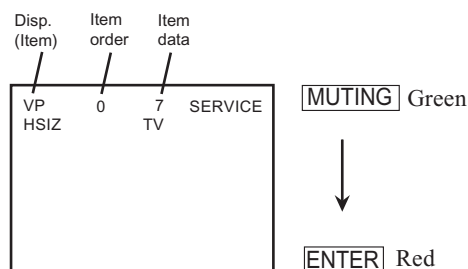 Disp. Item Item
(Item) order data
VP 0 7 SERVICE
HSIZ TV
MUTING Green
ENTER Red